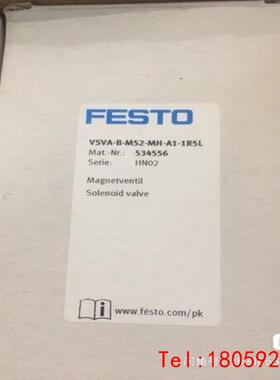 FESTO
VSVA-B-M52-MH-A1-1R5L
Mat.-Nr.: 534556
Serie: HN02
Magnetventil
Solenoid valve
www.festo.com/pk
Tel:180592